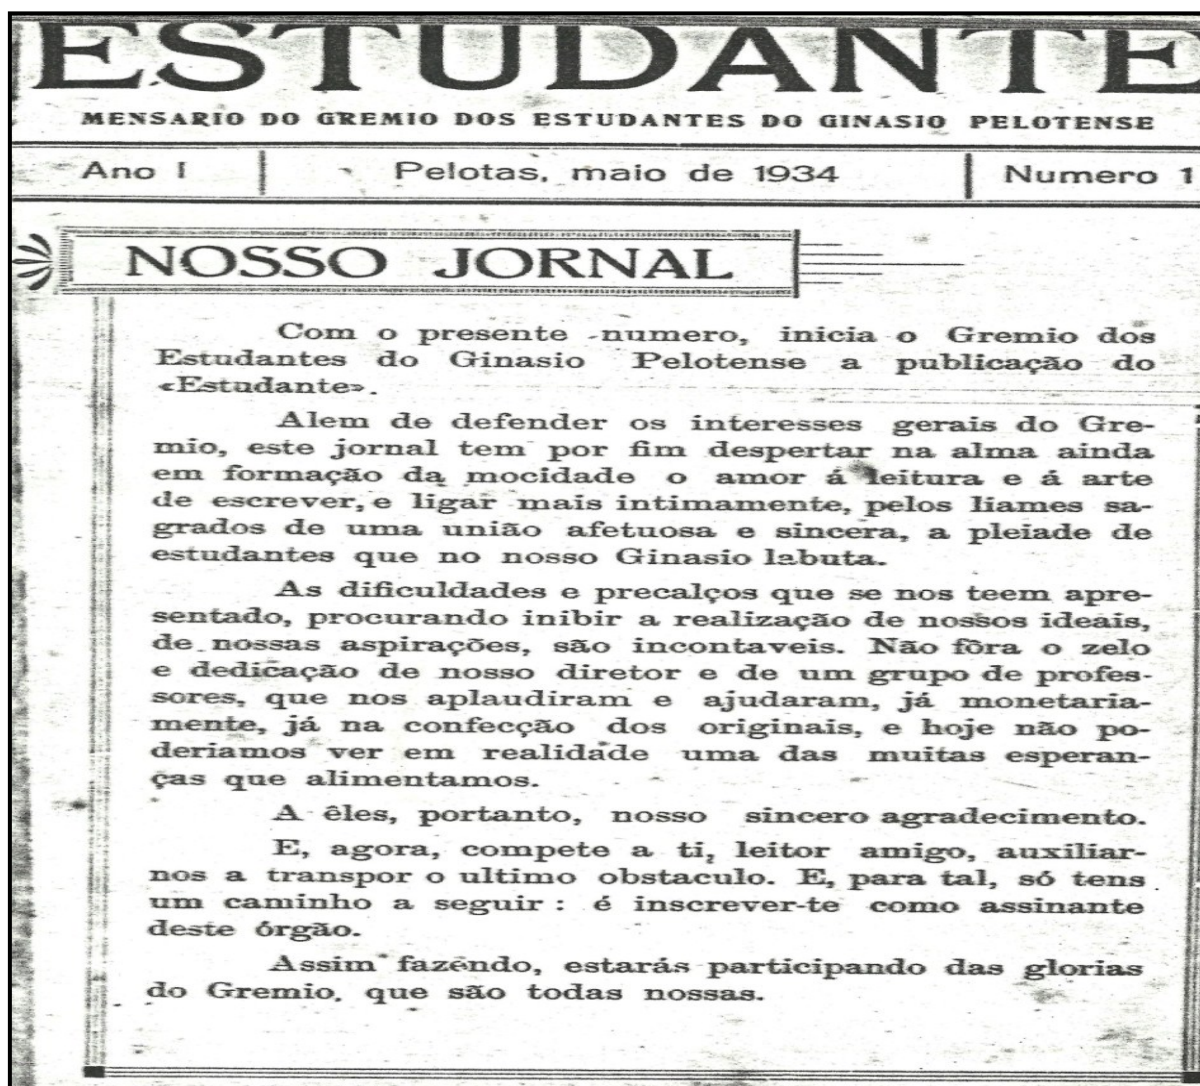 ESTUDANTE
MENSARIO DO GREMIO DOS ESTUDANTES DO GINASIO PELOTENSE
Ano I Pelotas, maio de 1934 Numero 1
NOSSO JORNAL
Com o presente numero, inicia o Gremio dos
Estudantes do Ginasio Pelotense a publicação do
«Estudante».
Alem de defender os interesses gerais do Gre-
mio, este jornal tem por fim despertar na alma ainda
em formação da mocidade o amor á leitura e á arte
de escrever, e ligar mais intimamente, pelos liames sa-
grados de uma união afetuosa e sincera, a pleiade de
estudantes que no nosso Ginasio labuta.
As dificuldades e precalços que se nos teem apre-
sentado, procurando inibir a realização de nossos ideais,
de nossas aspirações, são incontaveis. Não fôra o zelo
e dedicação de nosso diretor e de um grupo de profes-
sores, que nos aplaudiram e ajudaram, já monetaria-
mente, já na confecção dos originais, e hoje não po-
deriamos ver em realidade uma das muitas esperan-
ças que alimentamos.
A êles, portanto, nosso sincero agradecimento.
E, agora, compete a ti, leitor amigo, auxiliar-
nos a transpor o ultimo obstaculo. E, para tal, só tens
um caminho a seguir : é inscrever-te como assinante
deste órgão.
Assim fazendo, estarás participando das glorias
do Gremio, que são todas nossas.